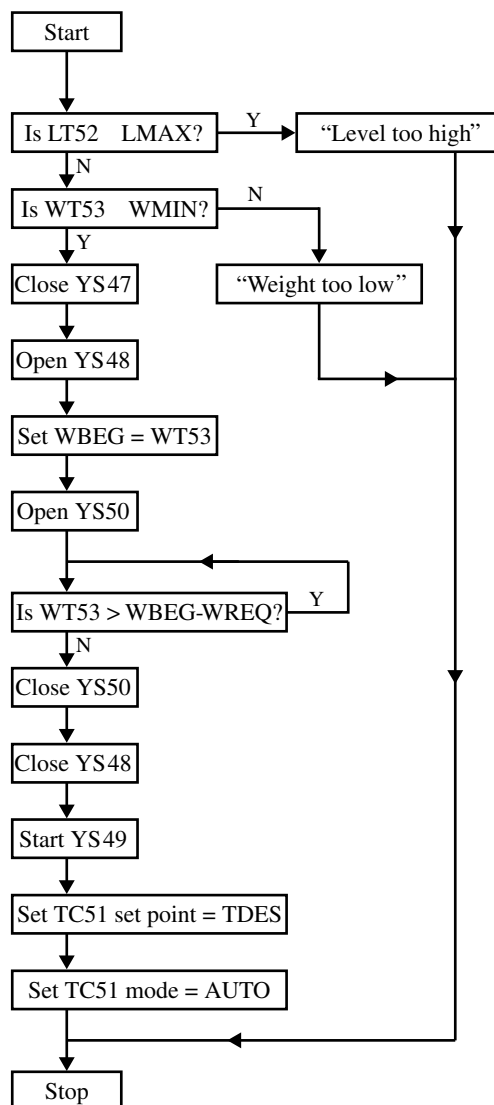 Start
Is LT52 LMAX?
Y
“Level too high”
N
Is WT53 WMIN?
N
Y
Close YS47
“Weight too low”
Open YS48
Set WBEG = WT53
Open YS50
Is WT53 > WBEG-WREQ?
Y
N
Close YS50
Close YS48
Start YS49
Set TC51 set point = TDES
Set TC51 mode = AUTO
Stop